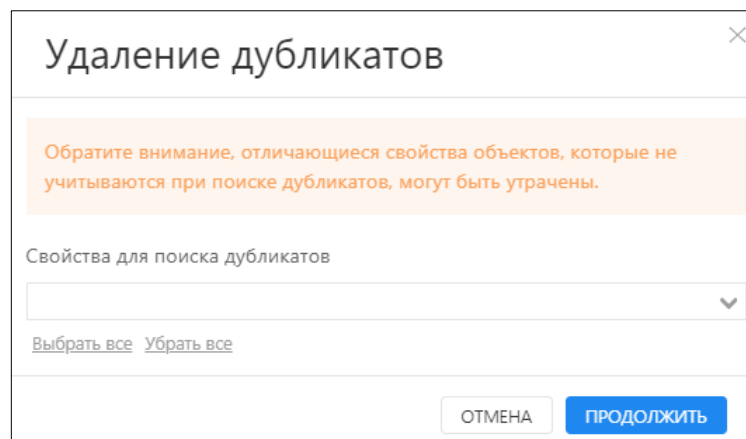 Удаление дубликатов
Обратите внимание, отличающиеся свойства объектов, которые не
учитываются при поиске дубликатов, могут быть утрачены.
Свойства для поиска дубликатов
Выбрать все Убрать все
ОТМЕНА ПРОДОЛЖИТЬ